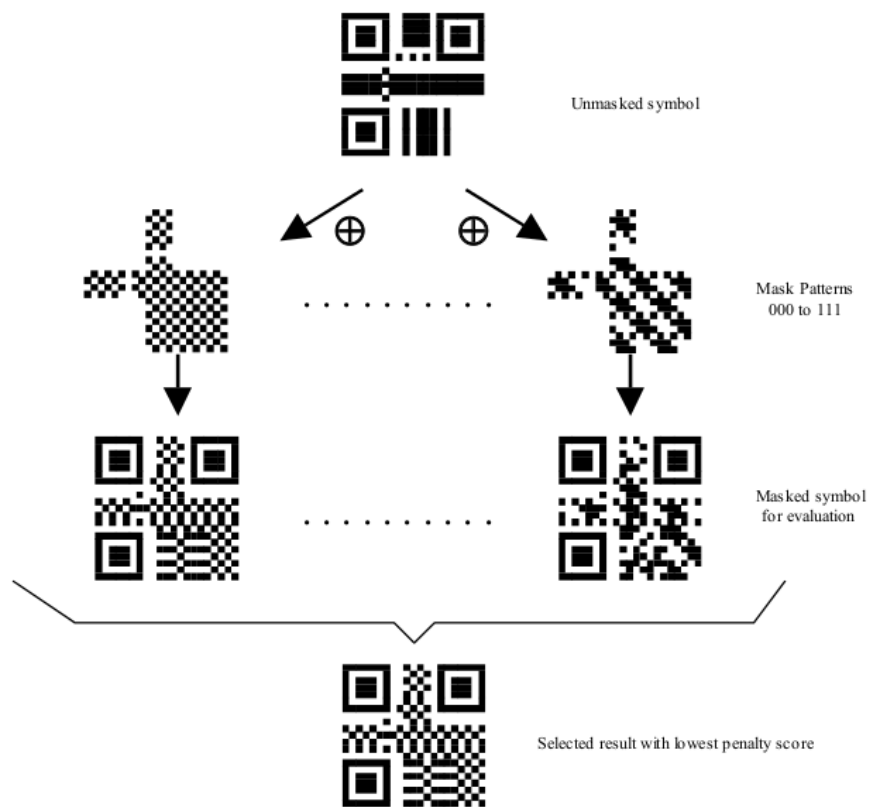 Unmasked symbol
Mask Patterns
000 to 111
Masked symbol
for evaluation
Selected result with lowest penalty score